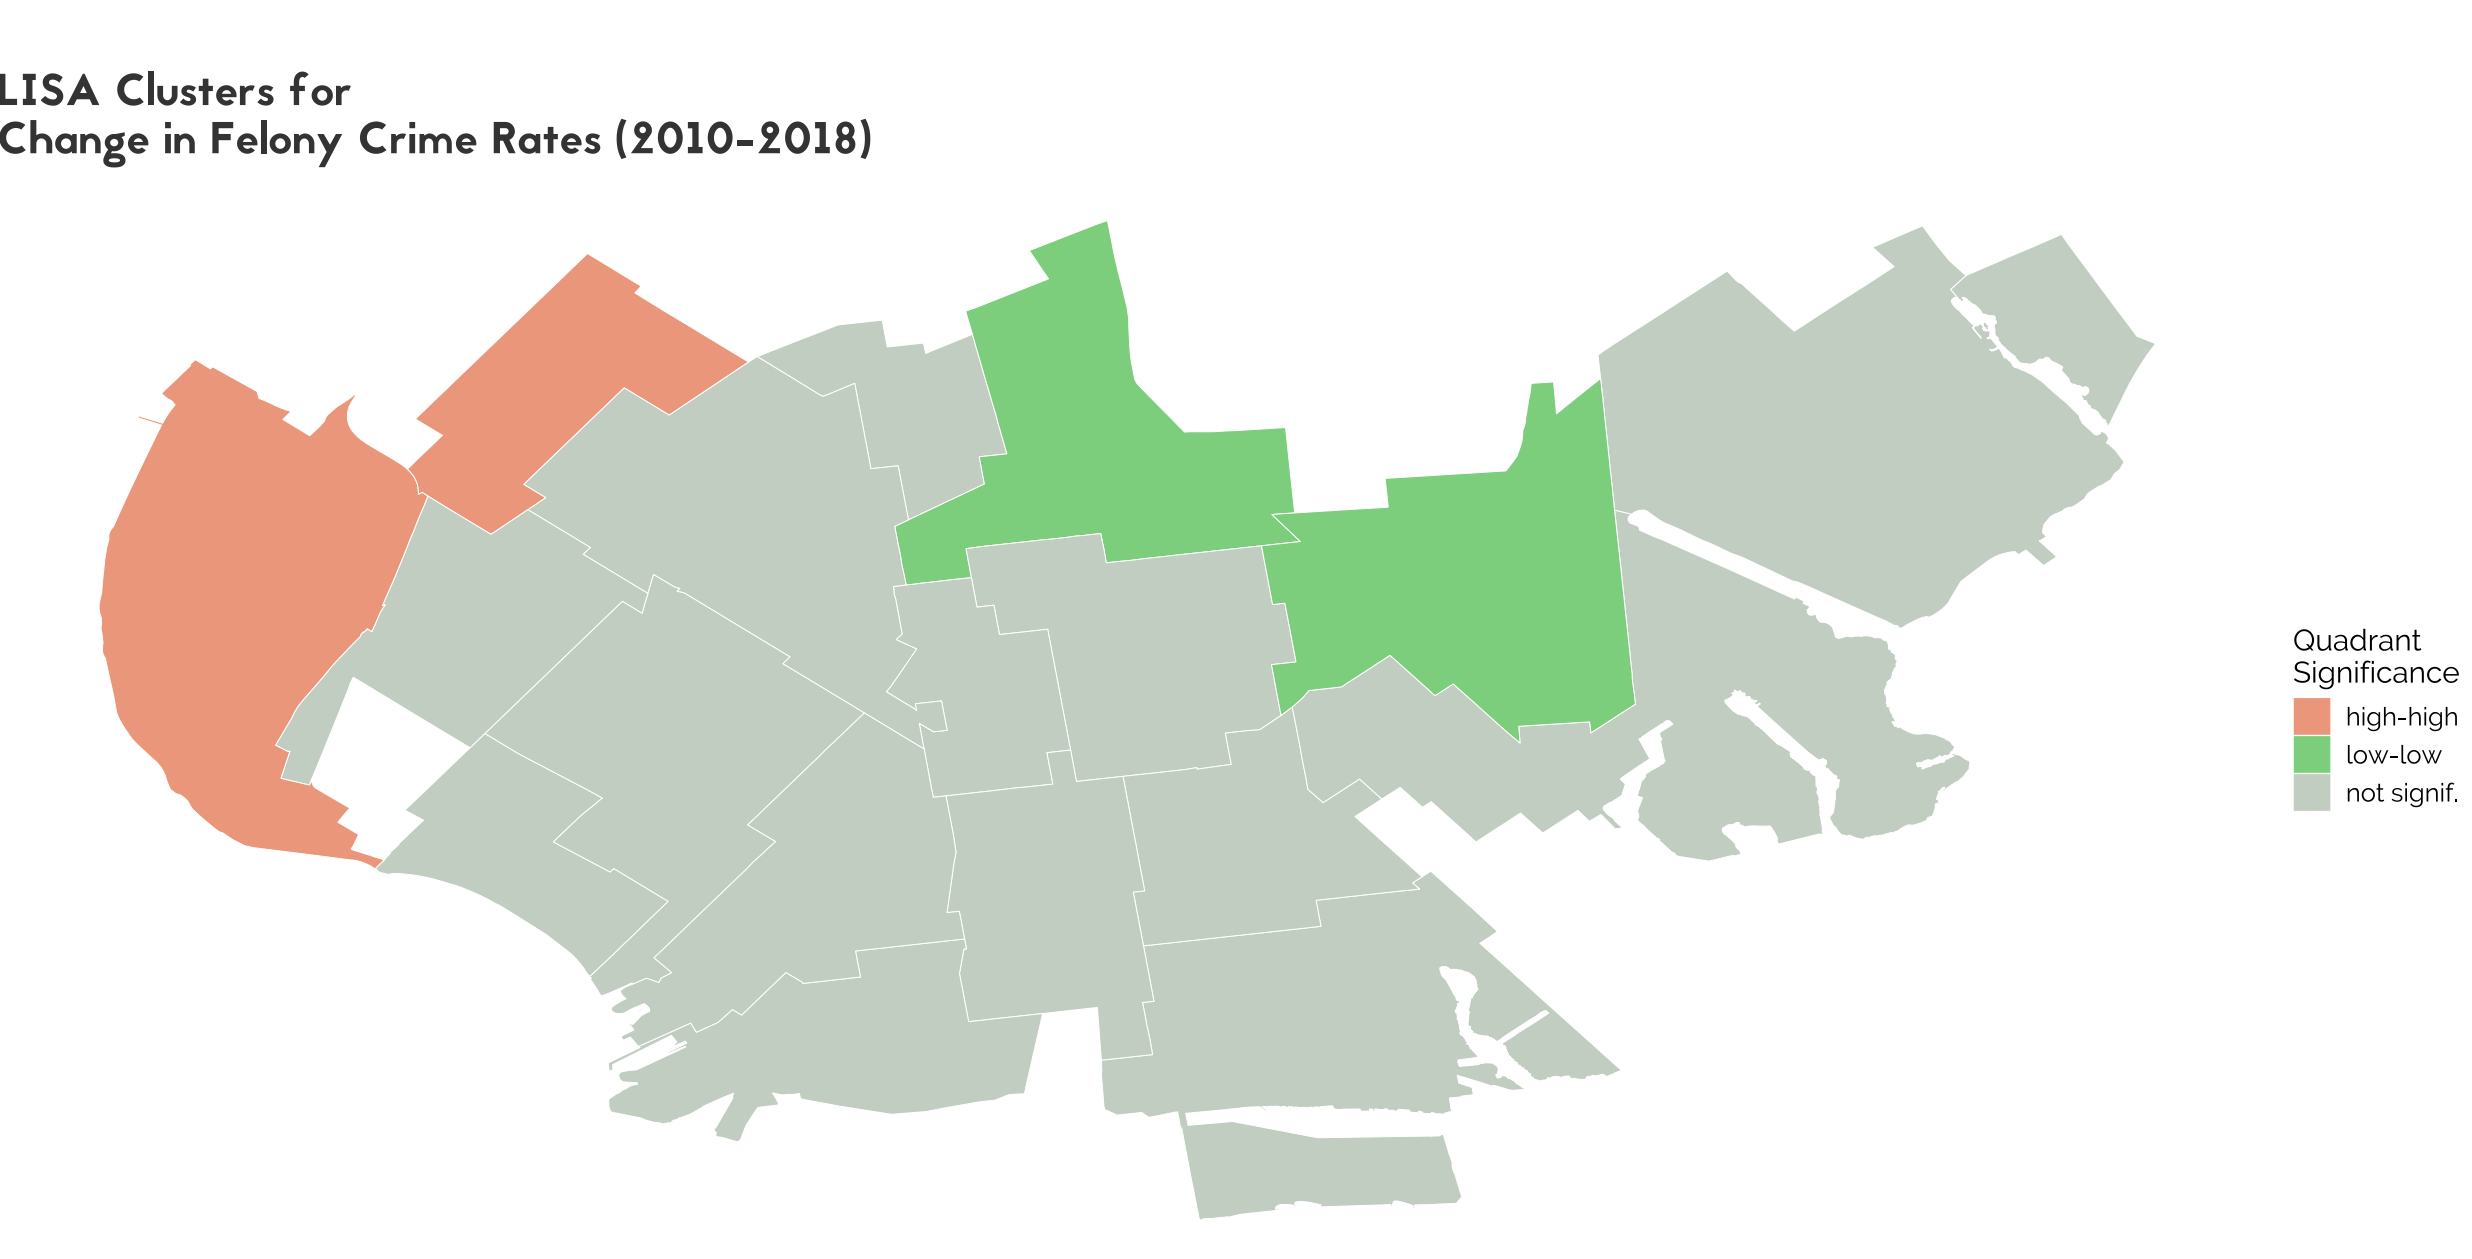 LISA Clusters for
Change in Felony Crime Rates (2010-2018)
Quadrant
Significance
high-high
low-low
not signif.